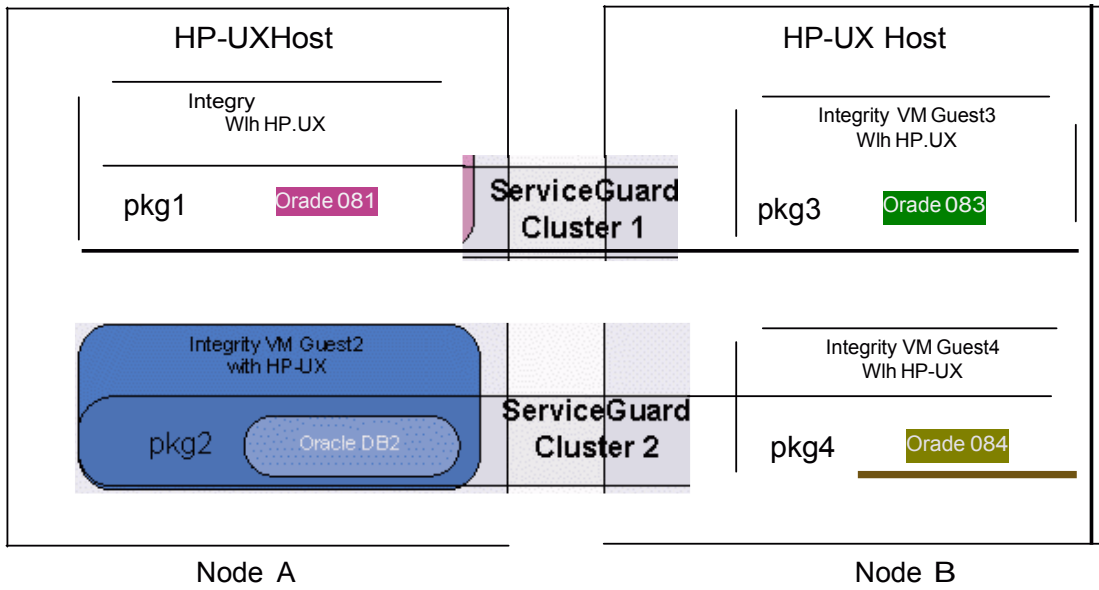 HP-UXHost
Integry
Wlh HP.UX
pkg1
Orade 081
ServiceGuard
Cluster 1
HP-UX Host
Integrity VM Guest3
Wlh HP.UX
pkg3
Orade 083
Integrity VM Guest2
with HP-UX
pkg2
Oracle DB2
ServiceGuard
Cluster 2
Integrity VM Guest4
Wlh HP-UX
pkg4
Orade 084
Node A
Node B